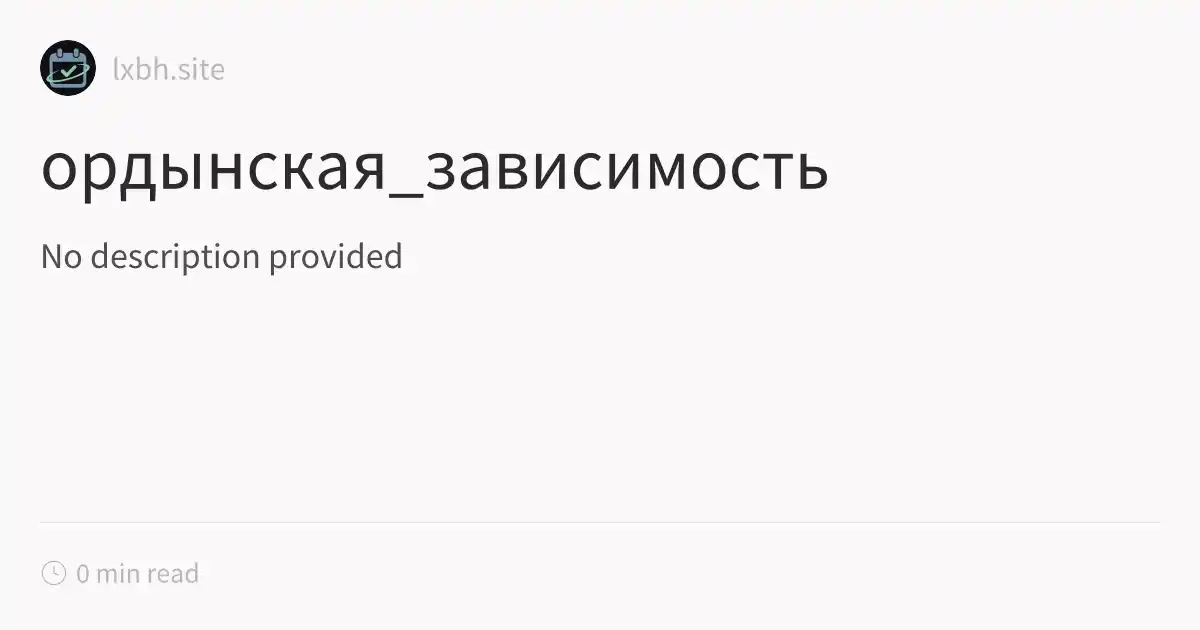 lxbh.site
ордынская_зависимость
No description provided
0 min read